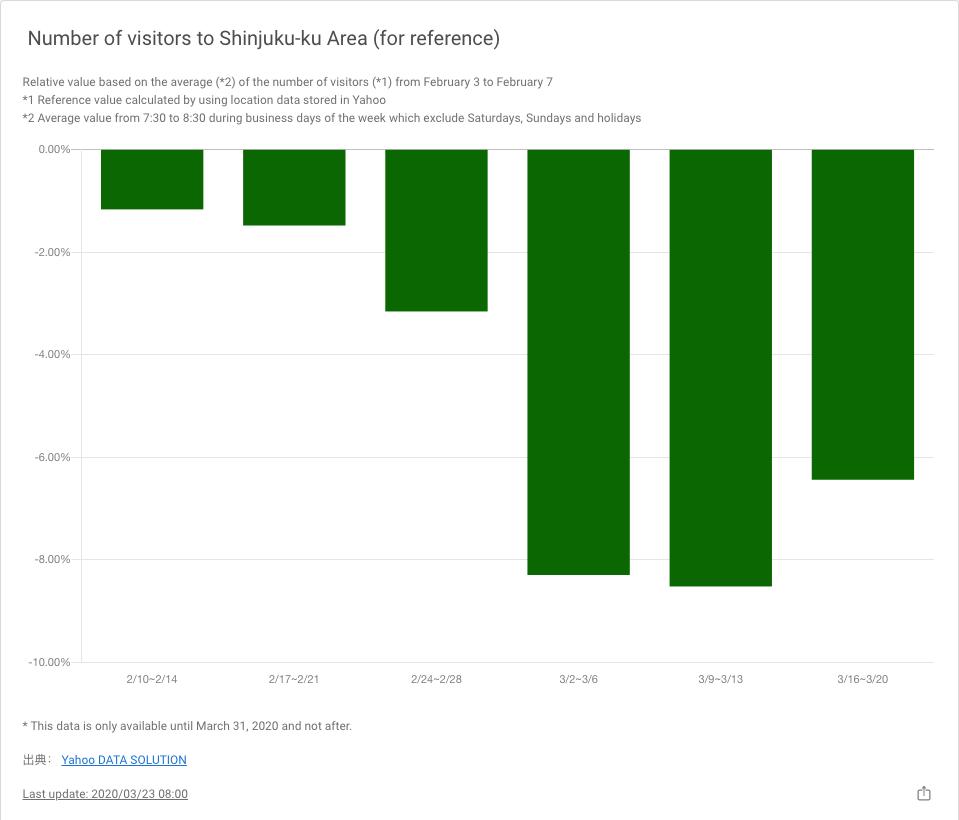 Number of visitors to Shinjuku-ku Area (for reference)
Relative value based on the average (*2) of the number of visitors (*1) from February 3 to February 7
*1 Reference value calculated by using location data stored in Yahoo
*2 Average value from 7:30 to 8:30 during business days of the week which exclude Saturdays, Sundays and holidays
0.00%
-2.00%
-4.00%
-6.00%
-8.00%
-10.00%
2/10~2/14 2/17~2/21 2/24~2/28 3/2~3/6 3/9~3/13 3/16~3/20
* This data is only available until March 31, 2020 and not after.
出典: Yahoo DATA SOLUTION
Last update: 2020/03/23 08:00